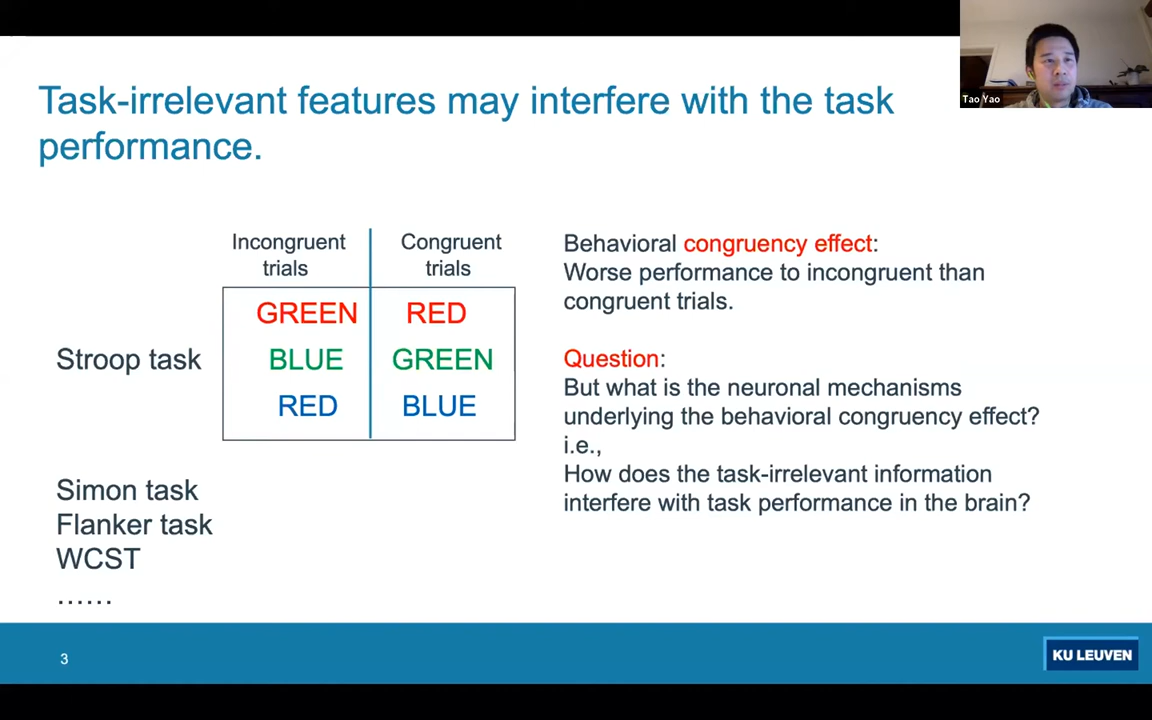 Tao Yao
Task-irrelevant features may interfere with the task
performance.
Incongruent
trials
Congruent
trials
Stroop task
GREEN RED
BLUE GREEN
RED BLUE
Simon task
Flanker task
WCST
......
Behavioral congruency effect:
Worse performance to incongruent than
congruent trials.
Question:
But what is the neuronal mechanisms
underlying the behavioral congruency effect?
i.e.,
How does the task-irrelevant information
interfere with task performance in the brain?
3
KU LEUVEN